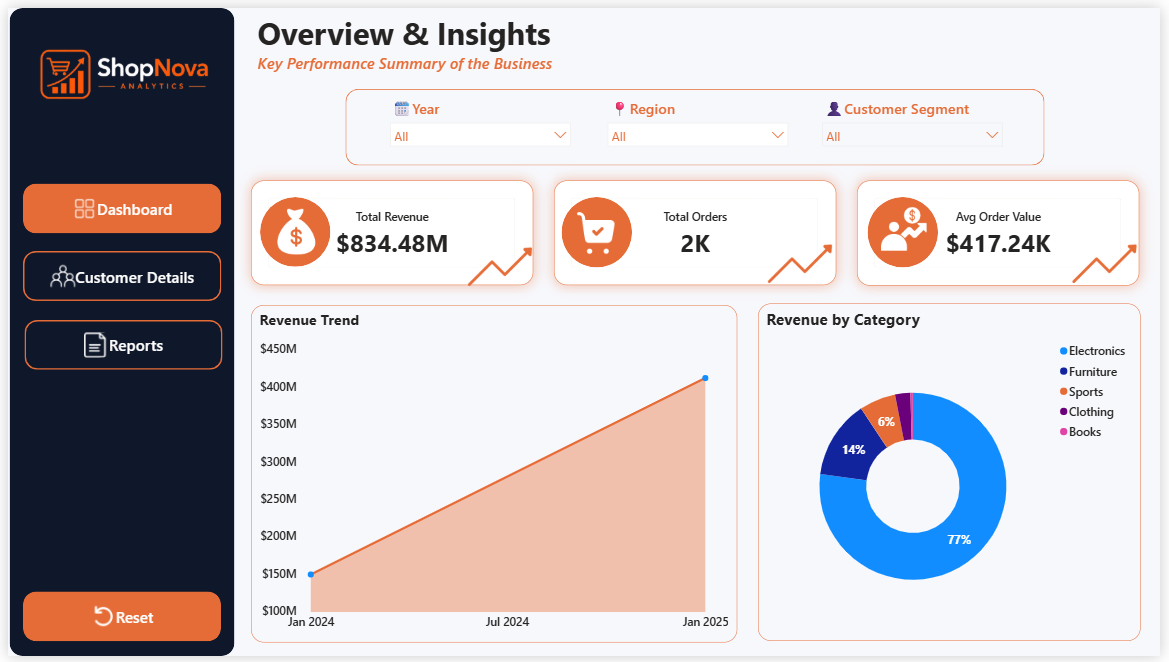 ShopNova
ANALYTICS
Dashboard
Customer Details
Reports
Reset
Overview & Insights
Key Performance Summary of the Business
Year
All
Region
All
Customer Segment
All
Total Revenue
$834.48M
Total Orders
2K
Avg Order Value
$417.24K
Revenue Trend
$450M
$400M
$350M
$300M
$250M
$200M
$150M
$100M
Jan 2024
Jul 2024
Jan 2025
Revenue by Category
Electronics
Furniture
Sports
Clothing
Books
6%
14%
77%